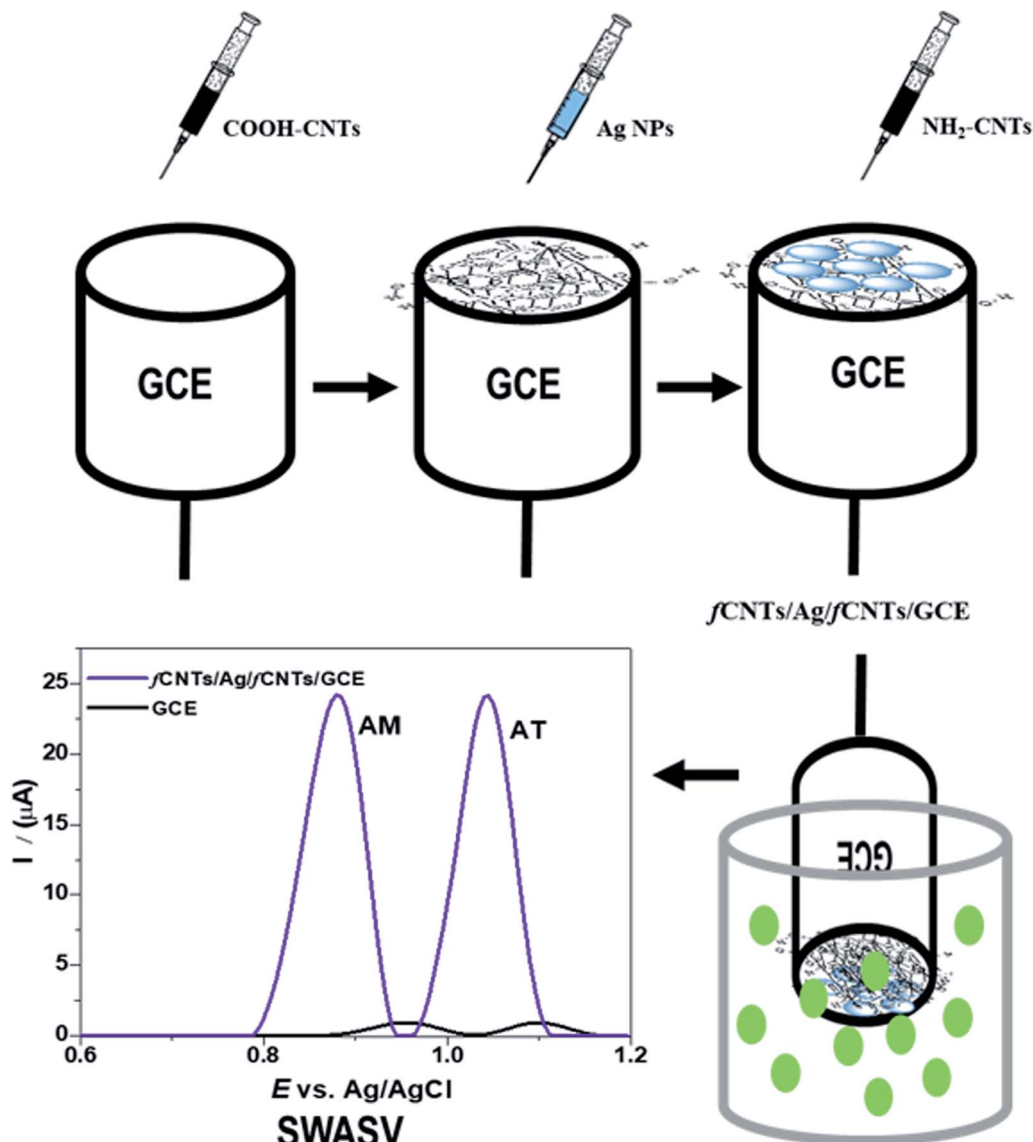 COOH-CNTs
Ag NPs
NH₂-CNTs
GCE
GCE
GCE
fCNTs/Ag/fCNTs/GCE
fCNTs/Ag/fCNTs/GCE
GCE
AM
AT
25
20
15
10
5
0
I / (μA)
0.6
0.8
1.0
1.2
E vs. Ag/AgCl
SWASV
GCE